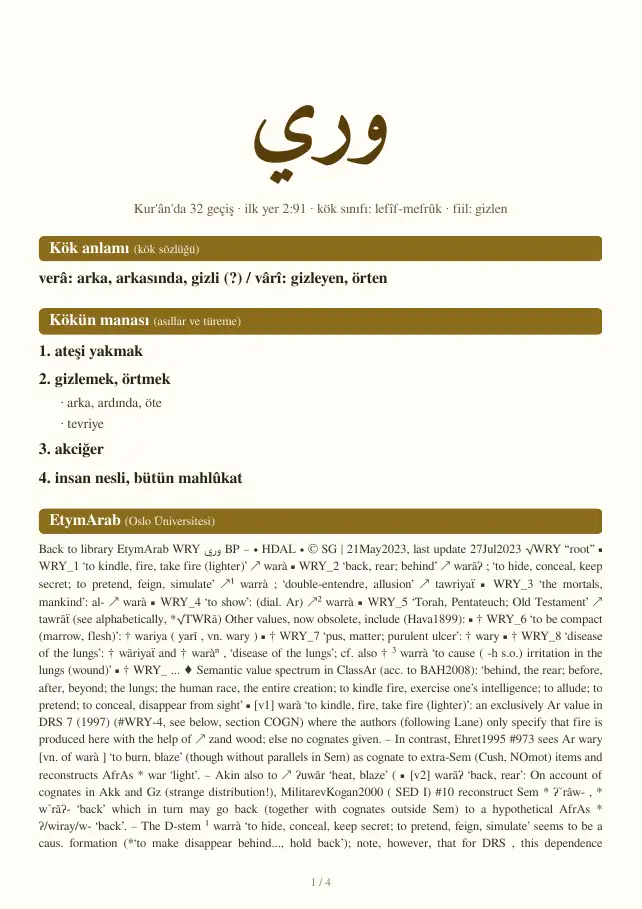 وري
Kur'ân'da 32 geçiş · ilk yer 2:91 · kök sınıfı: lefîf-mefrûk · fiil: gizlen
Kök anlamı (kök sözlüğü)
verâ: arka, arkasında, gizli (?) / vârî: gizleyen, örten
Kökün manası (asıllar ve türeme)
1. ateşi yakmak
2. gizlemek, örtmek
· arka, ardında, öte
· tevriye
3. akciğer
4. insan nesli, bütün mahlûkat
EtymArab (Oslo Üniversitesi)
Back to library EtymArab WRY وري BP – • HDAL • © SG | 21May2023, last update 27Jul2023 √WRY “root” ▪
WRY_1 ‘to kindle, fire, take fire (lighter)’ ↗ warà ▪ WRY_2 ‘back, rear; behind’ ↗ warāʔ ; ‘to hide, conceal, keep
secret; to pretend, feign, simulate’ ↗¹ warrà ; ‘double-entendre, allusion’ ↗ tawriyaẗ ▪ WRY_3 ‘the mortals,
mankind’: al- ↗ warà ▪ WRY_4 ‘to show’: (dial. Ar) ↗² warrà ▪ WRY_5 ‘Torah, Pentateuch; Old Testament’ ↗
tawrāẗ (see alphabetically, *√TWRā) Other values, now obsolete, include (Hava1899): ▪ † WRY_6 ‘to be compact
(marrow, flesh)’: † wariya ( yarī , vn. wary ) ▪ † WRY_7 ‘pus, matter; purulent ulcer’: † wary ▪ † WRY_8 ‘disease
of the lungs’: † wāriyaẗ and † waràⁿ , ‘disease of the lungs’; cf. also † ³ warrà ‘to cause ( -h s.o.) irritation in the
lungs (wound)’ ▪ † WRY_ ... ♦ Semantic value spectrum in ClassAr (acc. to BAH2008): ‘behind, the rear; before,
after, beyond; the lungs; the human race, the entire creation; to kindle fire, exercise one’s intelligence; to allude; to
pretend; to conceal, disappear from sight’ ▪ [v1] warà ‘to kindle, fire, take fire (lighter)’: an exclusively Ar value in
DRS 7 (1997) (#WRY-4, see below, section COGN) where the authors (following Lane) only specify that fire is
produced here with the help of ↗ zand wood; else no cognates given. – In contrast, Ehret1995 #973 sees Ar wary
[vn. of warà ] ‘to burn, blaze’ (though without parallels in Sem) as cognate to extra-Sem (Cush, NOmot) items and
reconstructs AfrAs * war ‘light’. – Akin also to ↗ ʔuwār ‘heat, blaze’ ( ▪ [v2] warāʔ ‘back, rear’: On account of
cognates in Akk and Gz (strange distribution!), MilitarevKogan2000 ( SED I) #10 reconstruct Sem * ʔˇrāw- , *
wˇrāʔ- ‘back’ which in turn may go back (together with cognates outside Sem) to a hypothetical AfrAs *
ʔ/wiray/w- ‘back’. – The D-stem ¹ warrà ‘to hide, conceal, keep secret; to pretend, feign, simulate’ seems to be a
caus. formation (*‘to make disappear behind..., hold back’); note, however, that for DRS , this dependence
1 / 4